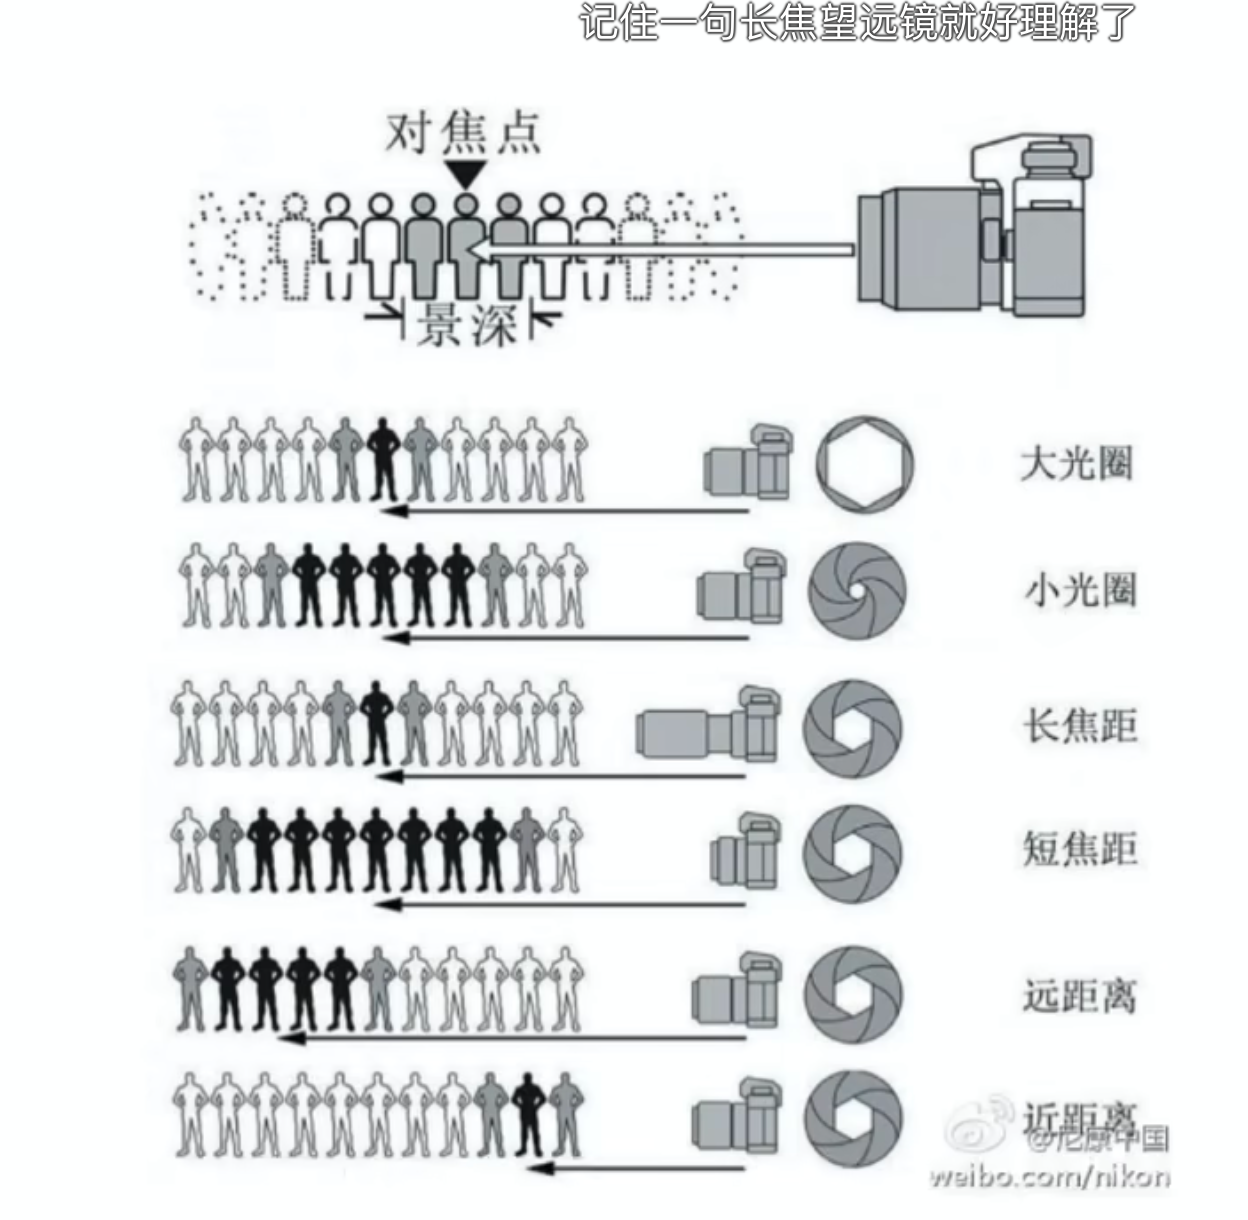 记住一句长焦望远镜就好理解了
对焦点
景深
大光圈
小光圈
长焦距
短焦距
远距离
近距离
@尼康中国
weibo.com/nikon